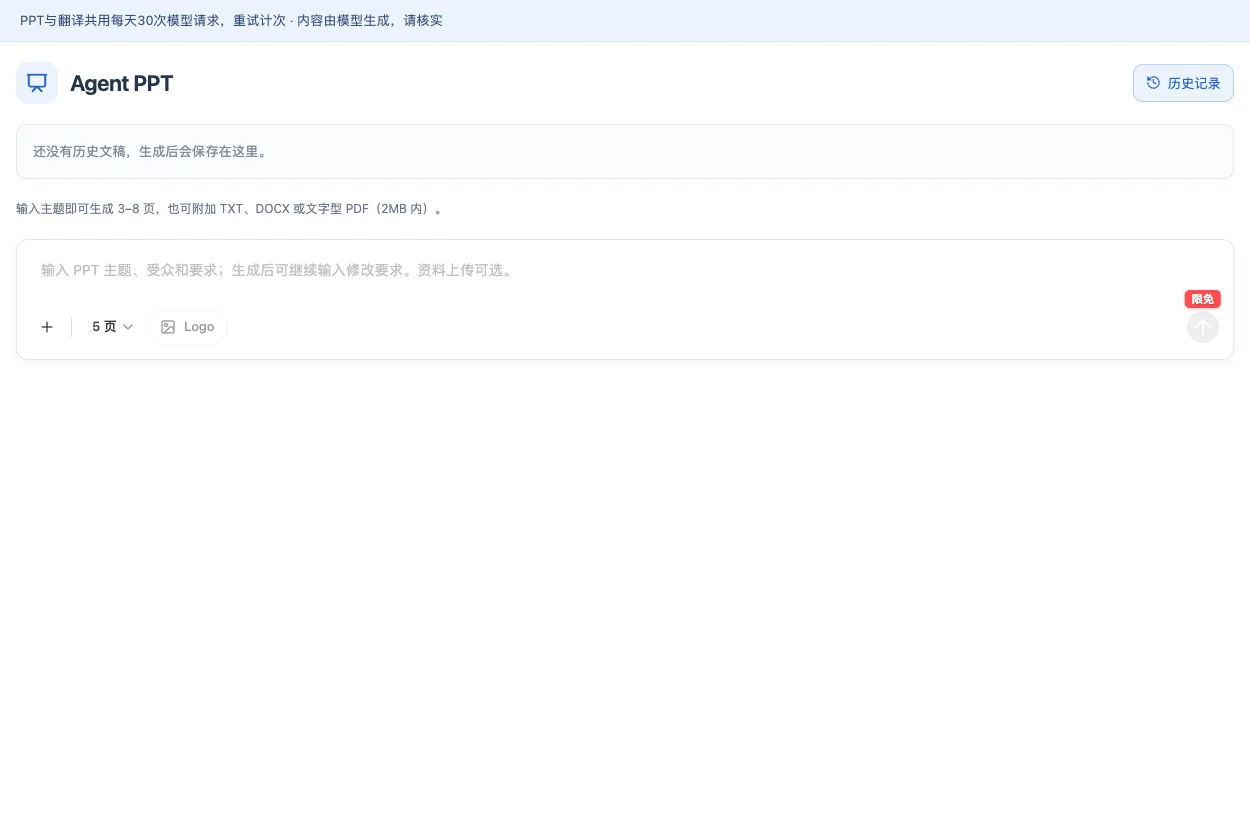 PPT与翻译共用每天30次模型请求，重试计次 · 内容由模型生成，请核实
Agent PPT
历史记录
还没有历史文稿，生成后会保存在这里。
输入主题即可生成 3–8 页，也可附加 TXT、DOCX 或文字型 PDF（2MB 内）。
输入 PPT 主题、受众和要求；生成后可继续输入修改要求。资料上传可选。
限免
5 页
Logo